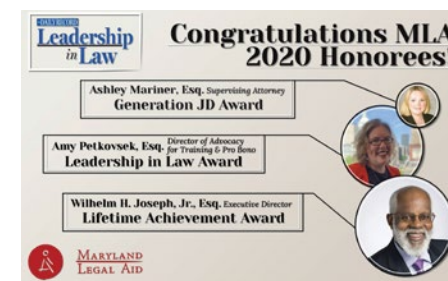 THE DAILY RECORD
Leadership
in Law
Congratulations MLA
2020 Honorees
Ashley Mariner, Esq. Supervising Attorney
Generation JD Award
Amy Petkovsek, Esq. Director of Advocacy
for Training & Pro Bono
Leadership in Law Award
Wilhelm H. Joseph, Jr., Esq. Executive Director
Lifetime Achievement Award
MARYLAND
LEGAL AID